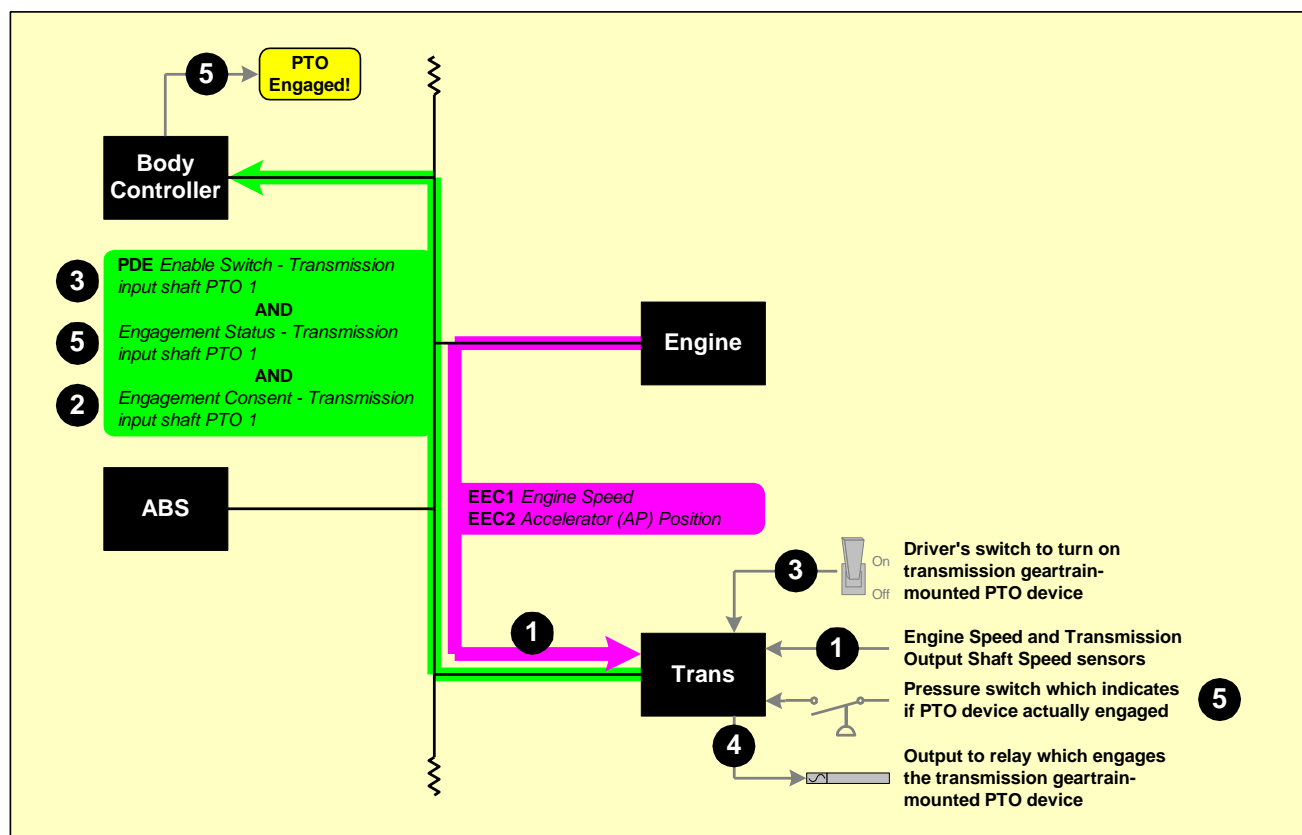 5
PTO
Engaged!
Body
Controller
3
PDE Enable Switch - Transmission
input shaft PTO 1
AND
5
Engagement Status - Transmission
input shaft PTO 1
AND
2
Engagement Consent - Transmission
input shaft PTO 1
Engine
ABS
EEC1 Engine Speed
EEC2 Accelerator (AP) Position
1
Trans
3
On
Off
Driver's switch to turn on
transmission geartrain-
mounted PTO device
1
Engine Speed and Transmission
Output Shaft Speed sensors
Pressure switch which indicates
if PTO device actually engaged
5
4
Output to relay which engages
the transmission geartrain-
mounted PTO device